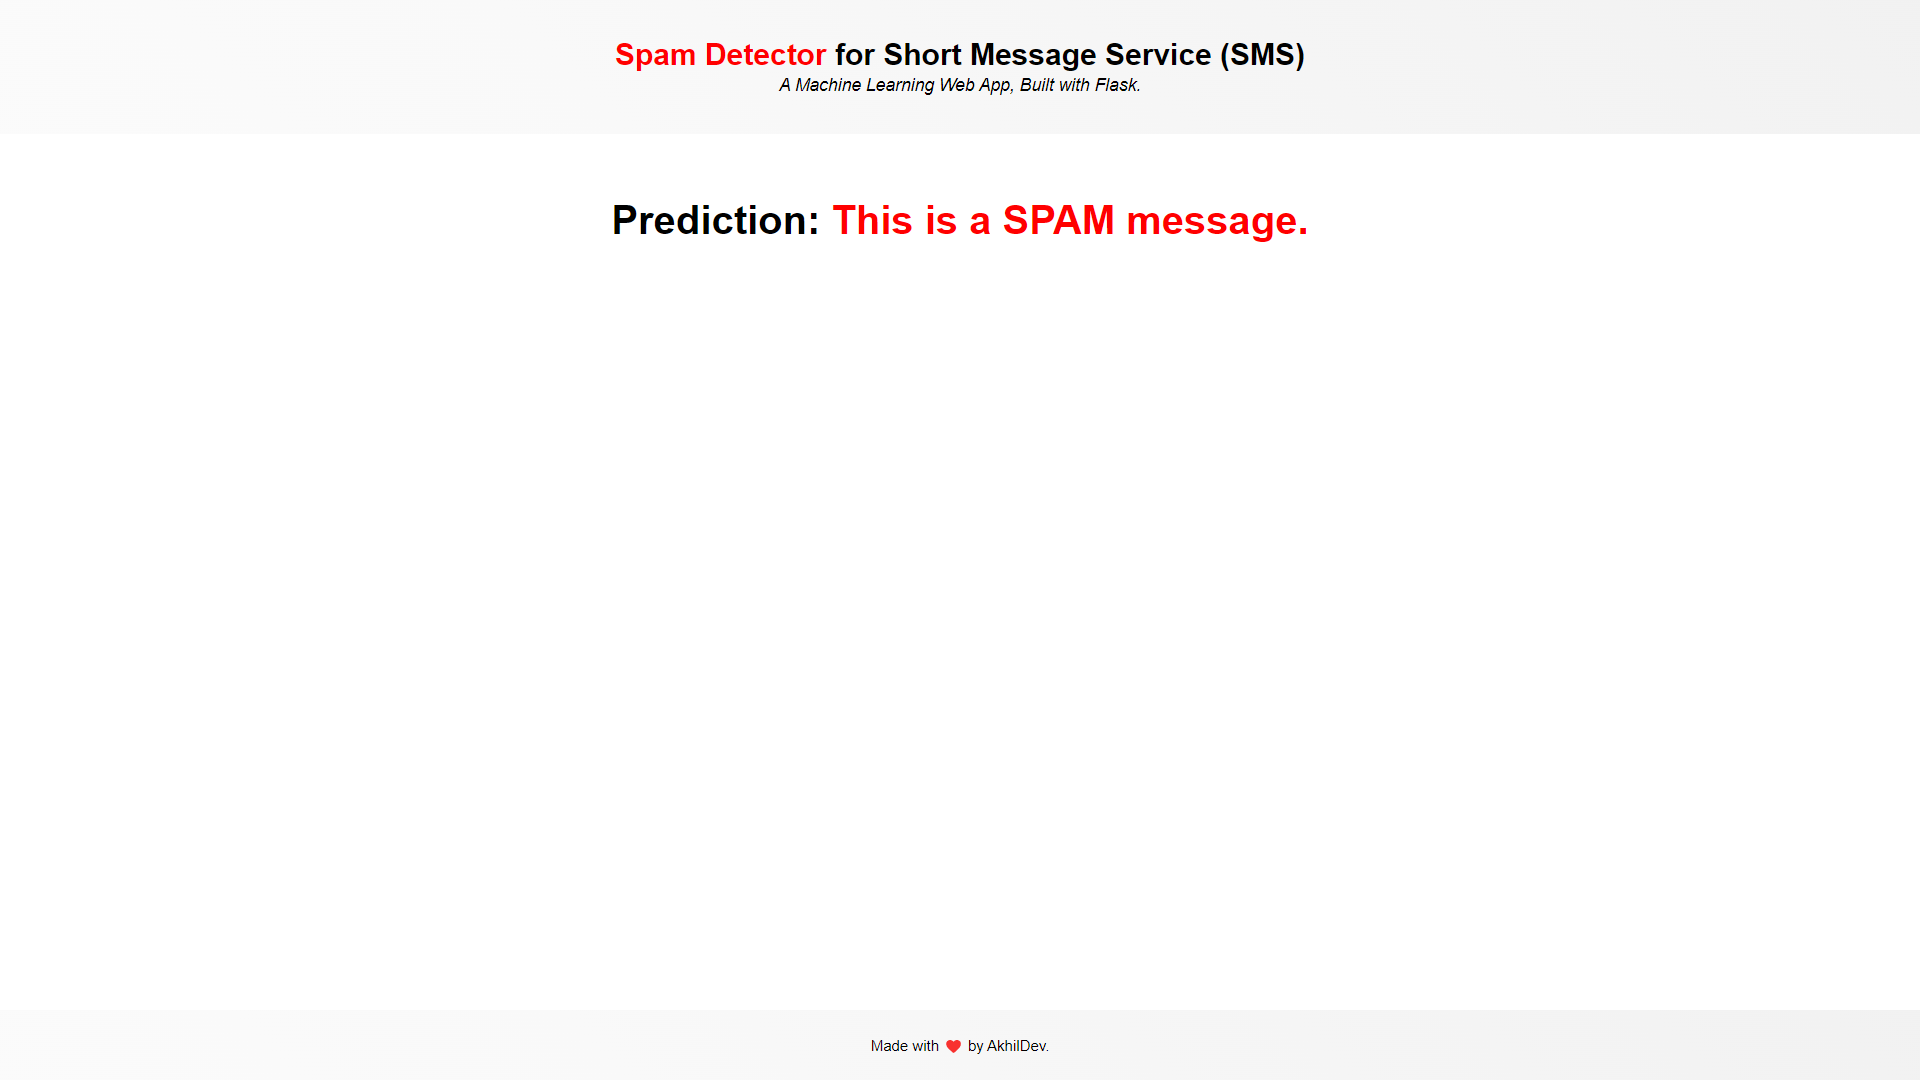 Spam Detector for Short Message Service (SMS)
A Machine Learning Web App, Built with Flask.
Prediction: This is a SPAM message.
Made with ❤ by AkhilDev.